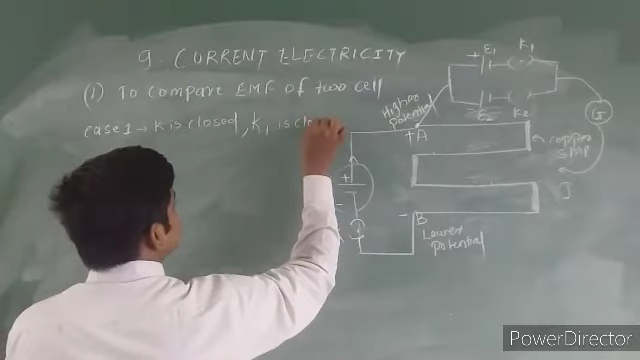 9. CURRENT ELECTRICITY
(1) To compare EMF of two cell
case 1 → K is closed, K1 is clo
+ E1 K1
E2 K2
Higher Potential
G
+A
copper strip
J
+
-
- B
Lower Potential
PowerDirector